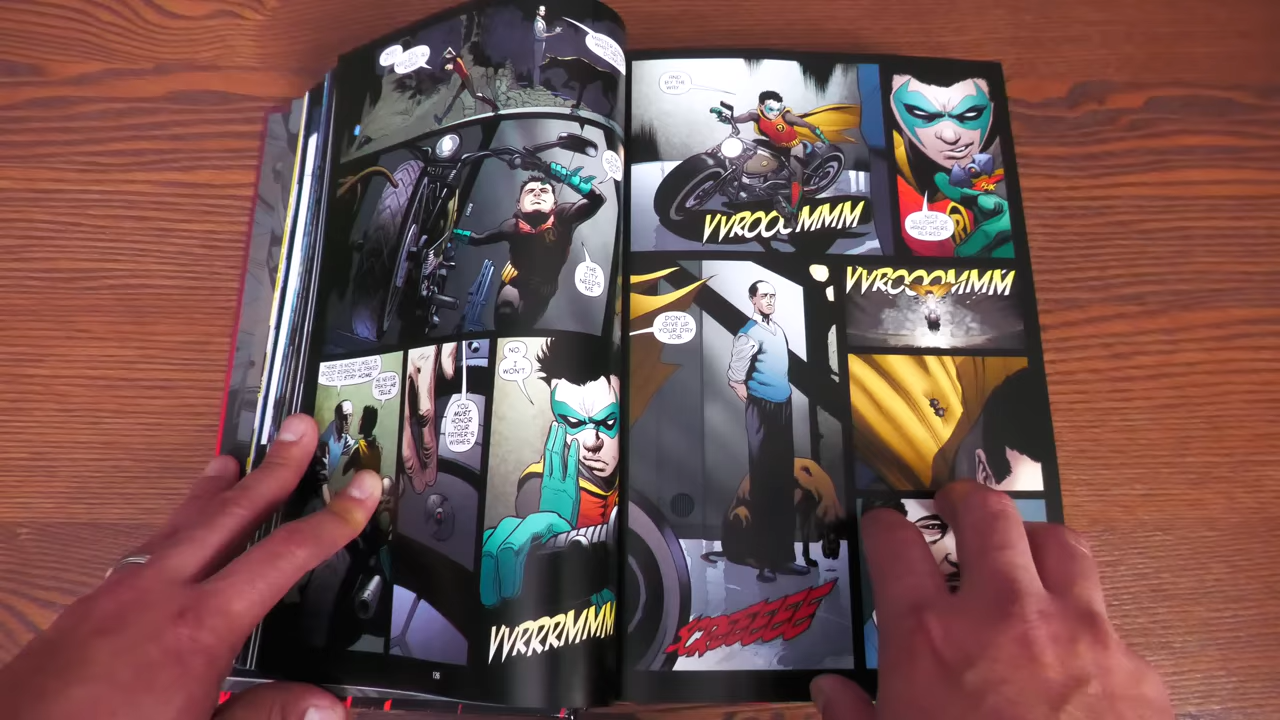 THE
CITY
NEEDS
ME.
THERE IS MOST LIKELY A
GOOD REASON HE ASKED
YOU TO STAY HOME.
HE NEVER
ASKS--HE
TELLS.
YOU
MUST
HONOR
YOUR
FATHER'S
WISHES.
NO.
I
WON'T.
VVRRRMMM
126
AND
BY THE
WAY...
VVROOOMMM
NICE
SLEIGHT OF
HAND THERE,
ALFRED.
DON'T
GIVE UP
YOUR DAY
JOB.
VVROOOMMM
SCREEEEE